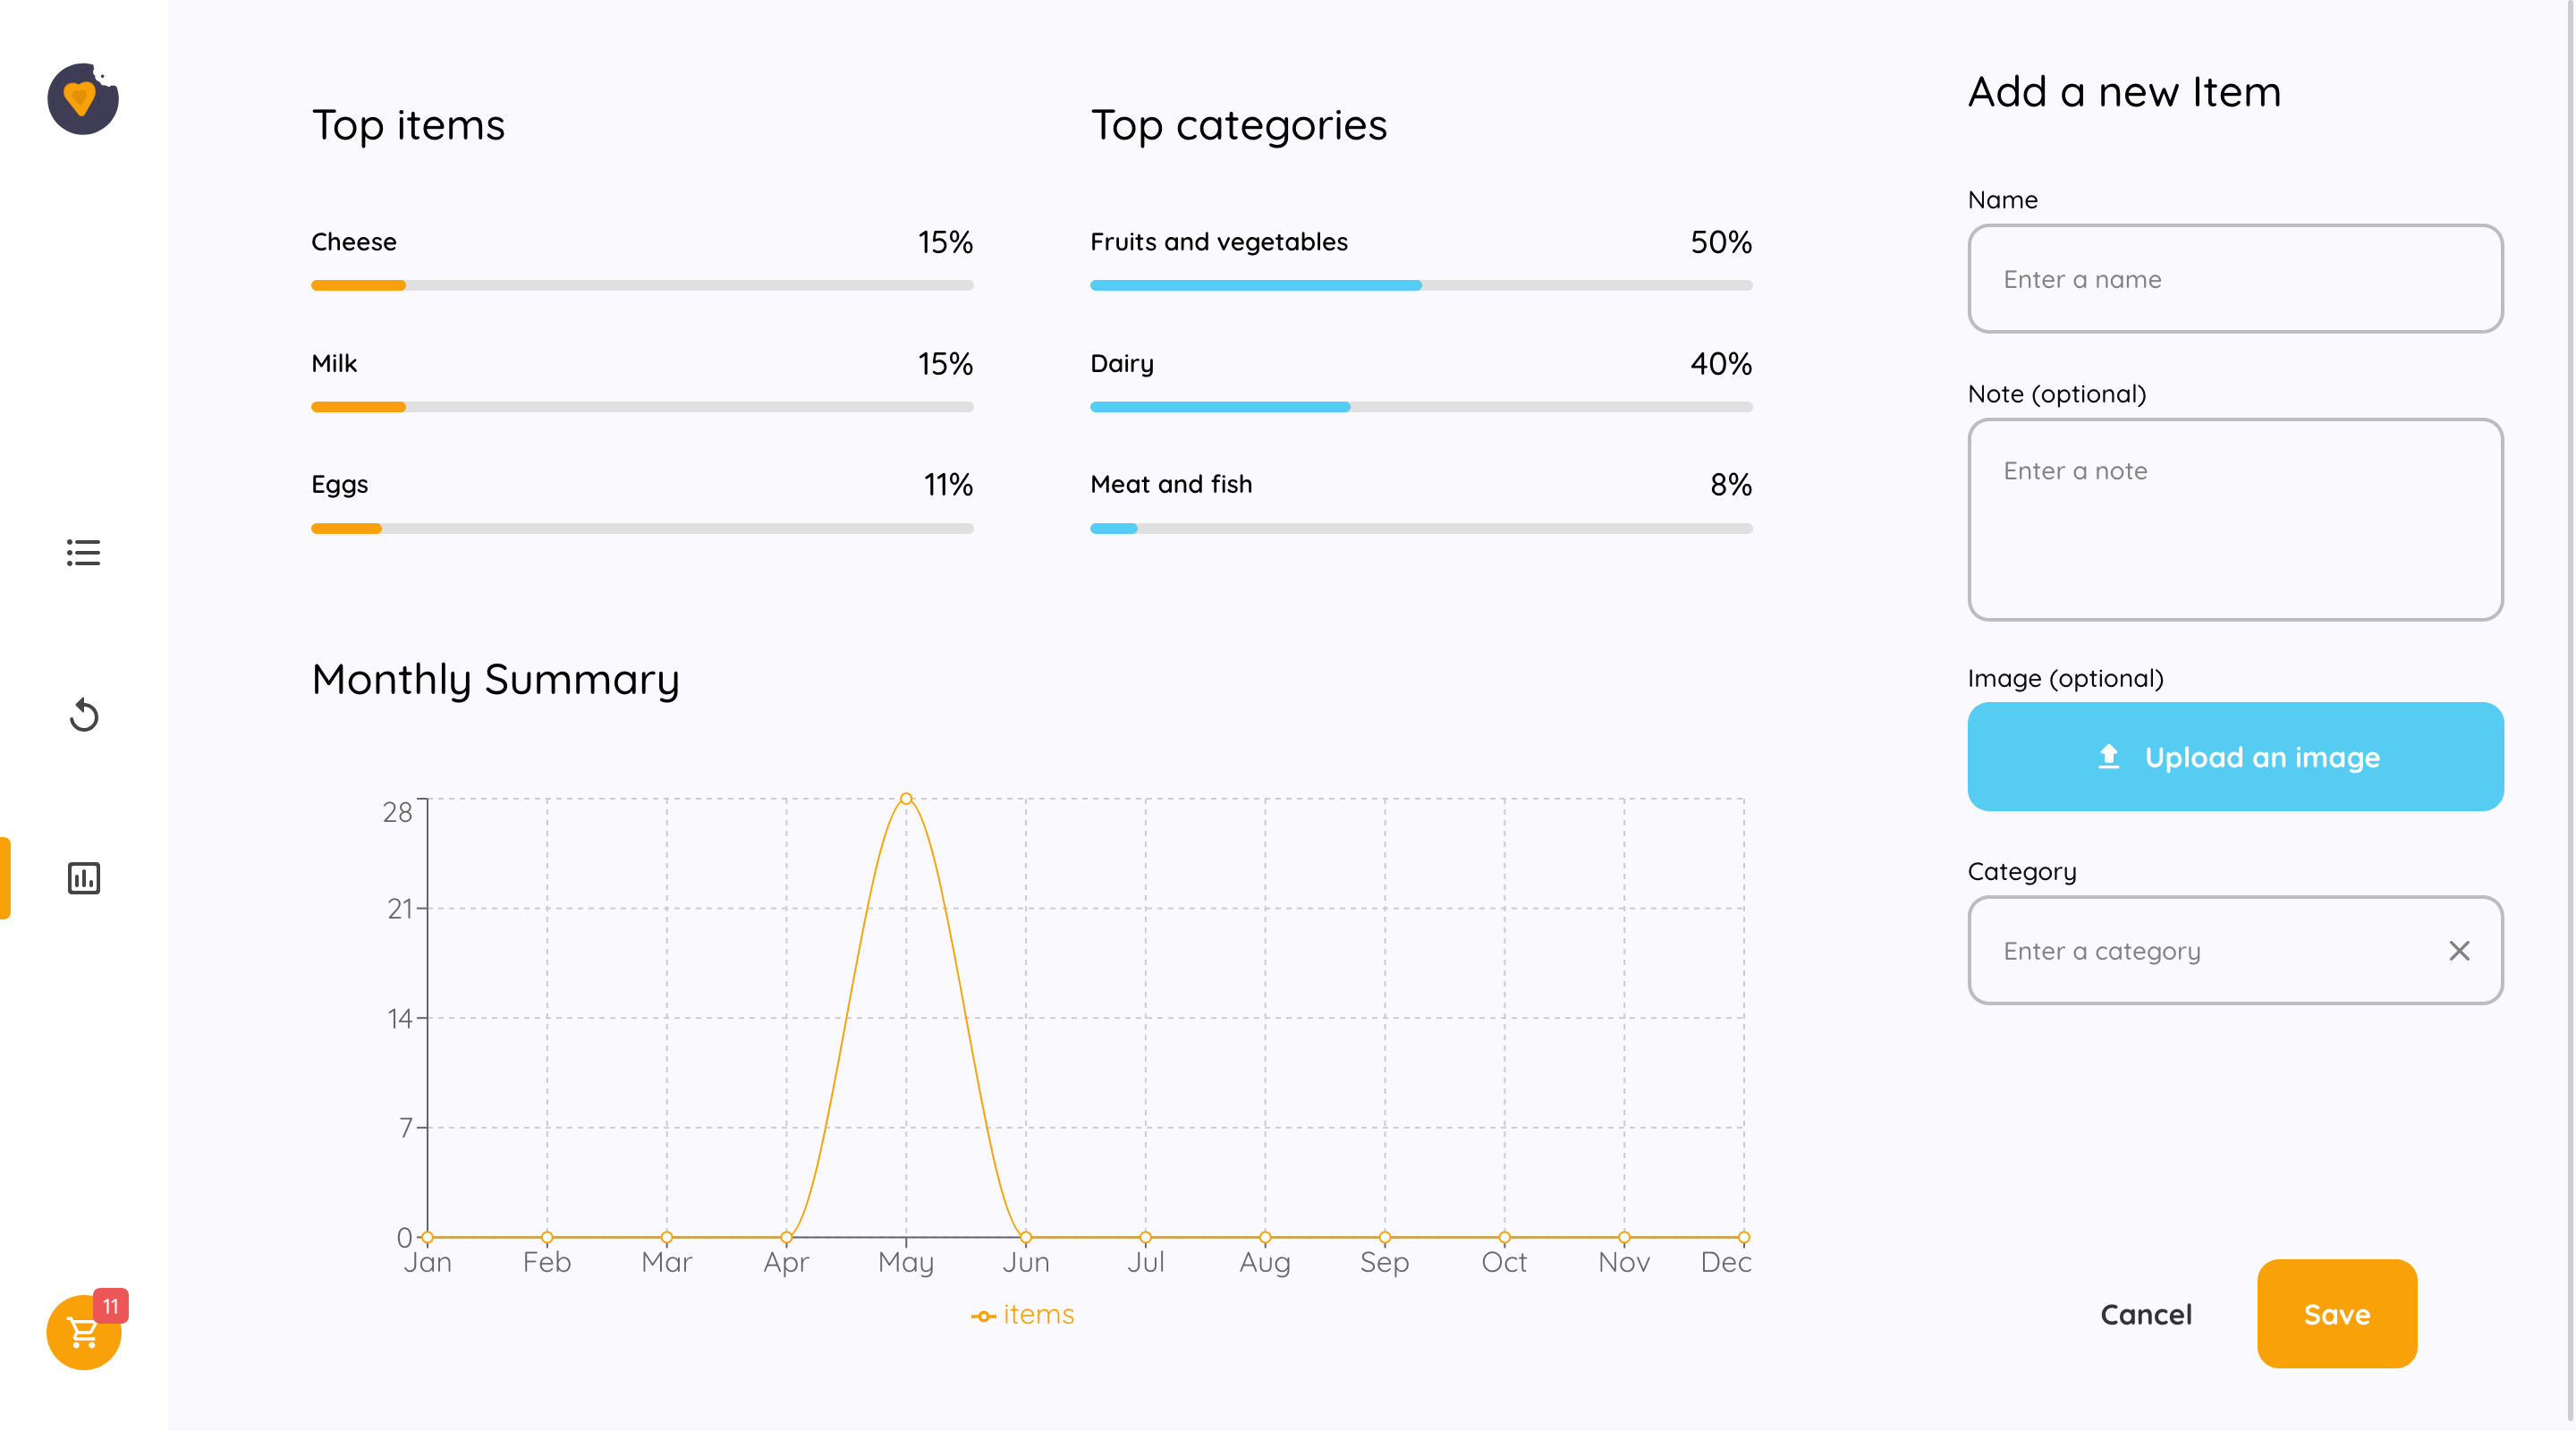 Top items
Cheese 15%
Milk 15%
Eggs 11%
Top categories
Fruits and vegetables 50%
Dairy 40%
Meat and fish 8%
Monthly Summary
28
21
14
7
0
Jan Feb Mar Apr May Jun Jul Aug Sep Oct Nov Dec
items
11
Add a new Item
Name
Enter a name
Note (optional)
Enter a note
Image (optional)
Upload an image
Category
Enter a category
Cancel Save